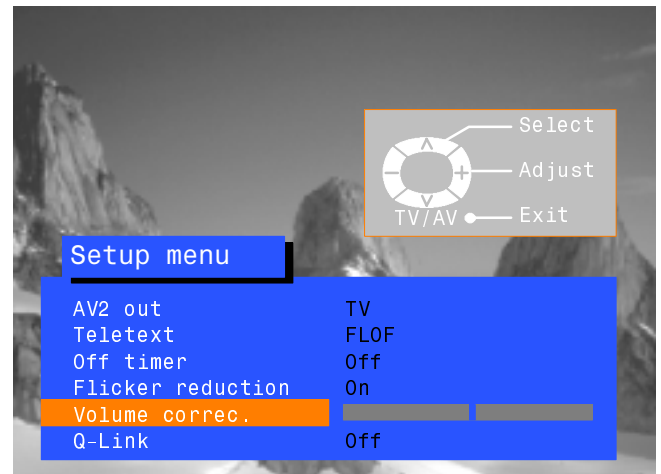 Select
Adjust
TV/AV Exit
Setup menu
AV2 out TV
Teletext FLOF
Off timer Off
Flicker reduction On
Volume correc.
Q-Link Off